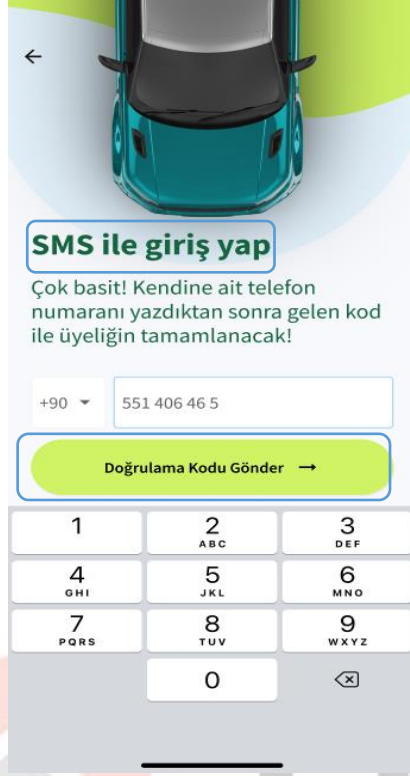 SMS ile giriş yap
Çok basit! Kendine ait telefon
numaranı yazdıktan sonra gelen kod
ile üyeliğin tamamlanacak!
+90
551 406 46 5
Doğrulama Kodu Gönder →
1
2
ABC
3
DEF
4
GHI
5
JKL
6
MNO
7
PQRS
8
TUV
9
WXYZ
0